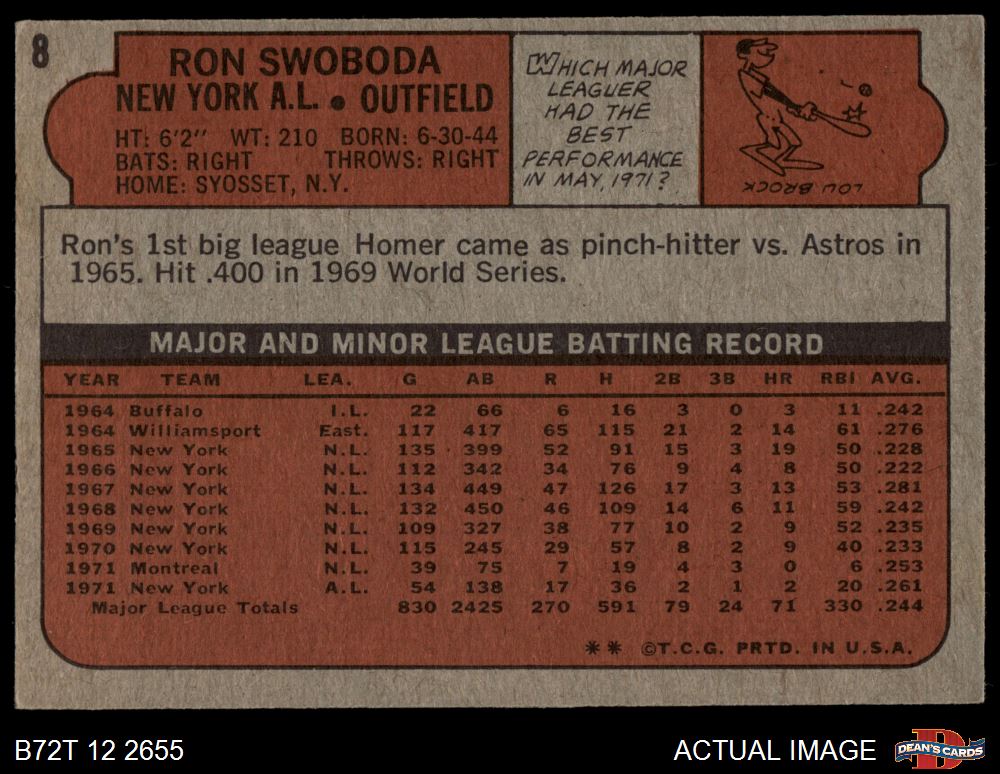 8
RON SWOBODA
NEW YORK A.L. • OUTFIELD
HT: 6'2" WT: 210 BORN: 6-30-44
BATS: RIGHT THROWS: RIGHT
HOME: SYOSSET, N.Y.
WHICH MAJOR
LEAGUER
HAD THE
BEST
PERFORMANCE
IN MAY, 1971?
LOU BROCK
Ron's 1st big league Homer came as pinch-hitter vs. Astros in
1965. Hit .400 in 1969 World Series.
MAJOR AND MINOR LEAGUE BATTING RECORD
YEAR TEAM LEA. G AB R H 2B 3B HR RBI AVG.
1964 Buffalo I.L. 22 66 6 16 3 0 3 11 .242
1964 Williamsport East. 117 417 65 115 21 2 14 61 .276
1965 New York N.L. 135 399 52 91 15 3 19 50 .228
1966 New York N.L. 112 342 34 76 9 4 8 50 .222
1967 New York N.L. 134 449 47 126 17 3 13 53 .281
1968 New York N.L. 132 450 46 109 14 6 11 59 .242
1969 New York N.L. 109 327 38 77 10 2 9 52 .235
1970 New York N.L. 115 245 29 57 8 2 9 40 .233
1971 Montreal N.L. 39 75 7 19 4 3 0 6 .253
1971 New York A.L. 54 138 17 36 2 1 2 20 .261
Major League Totals 830 2425 270 591 79 24 71 330 .244
** ©T.C.G. PRTD. IN U.S.A.
B72T 12 2655
ACTUAL IMAGE
D
DEAN'S CARDS